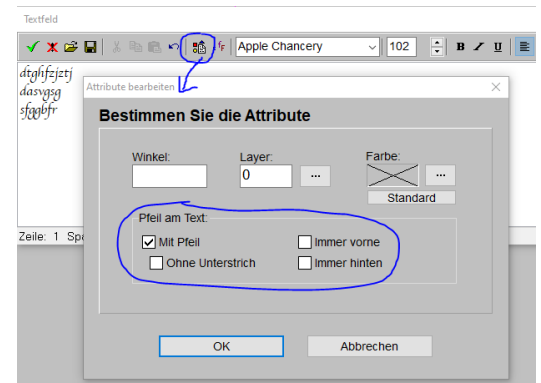 Textfeld
Apple Chancery 102 B I U
dtghfzjztj
dasvgsg
sfggbfr
Attribute bearbeiten
Bestimmen Sie die Attribute
Winkel: Layer: Farbe:
0 ... ...
Standard
Pfeil am Text:
Mit Pfeil Immer vorne
Ohne Unterstrich Immer hinten
Zeile: 1
OK Abbrechen